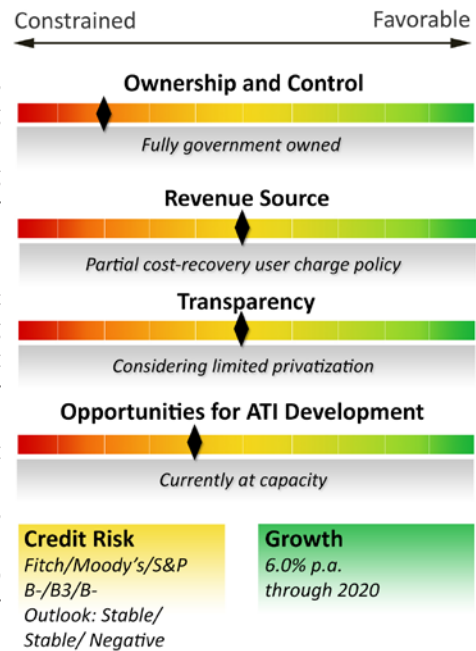 Constrained Favorable
Ownership and Control
Fully government owned
Revenue Source
Partial cost-recovery user charge policy
Transparency
Considering limited privatization
Opportunities for ATI Development
Currently at capacity
Credit Risk
Fitch/Moody's/S&P
B-/B3/B-
Outlook: Stable/
Stable/ Negative
Growth
6.0% p.a.
through 2020